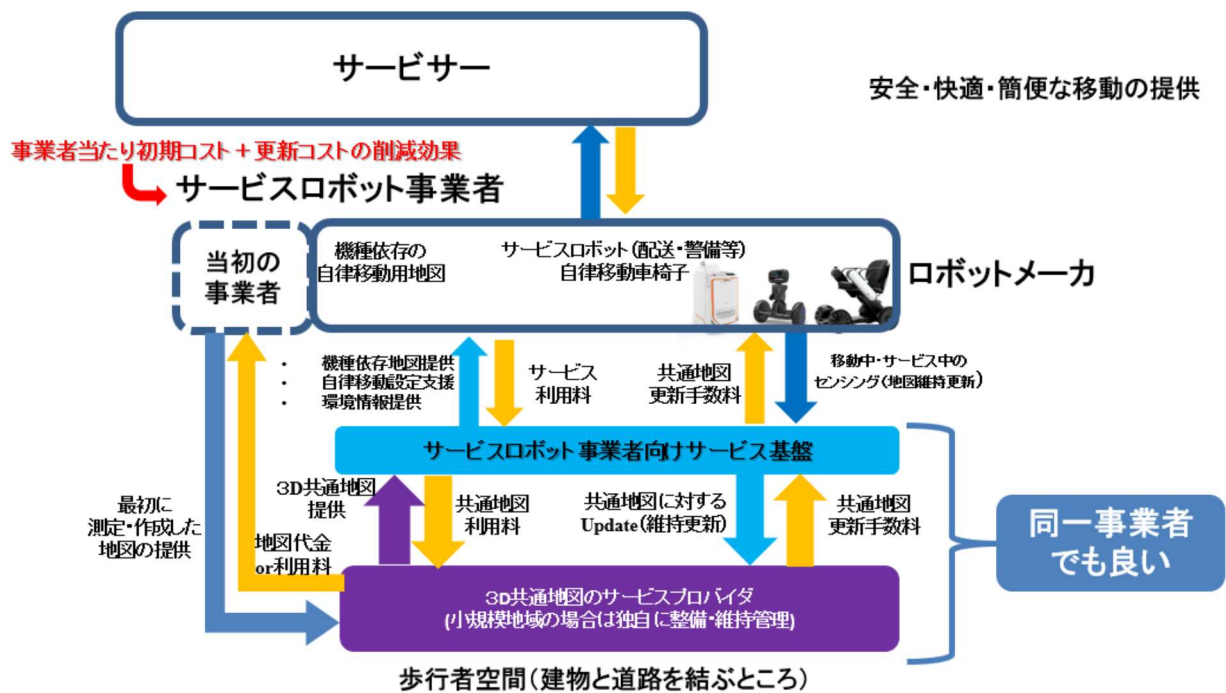 サービサー
安全・快適・簡便な移動の提供
事業者当たり初期コスト+更新コストの削減効果
サービスロボット事業者
当初の
事業者
機種依存の
自律移動用地図
サービスロボット(配送・警備等)
自律移動車椅子
ロボットメーカ
・ 機種依存地図提供
・ 自律移動設定支援
・ 環境情報提供
サービス
利用料
共通地図
更新手数料
移動中・サービス中の
センシング(地図維持更新)
サービスロボット事業者向けサービス基盤
最初に
測定・作成した
地図の提供
地図代金
or利用料
3D共通地図
提供
共通地図
利用料
共通地図に対する
Update(維持更新)
共通地図
更新手数料
同一事業者
でも良い
3D共通地図のサービスプロバイダ
(小規模地域の場合は独自に整備・維持管理)
歩行者空間(建物と道路を結ぶところ)